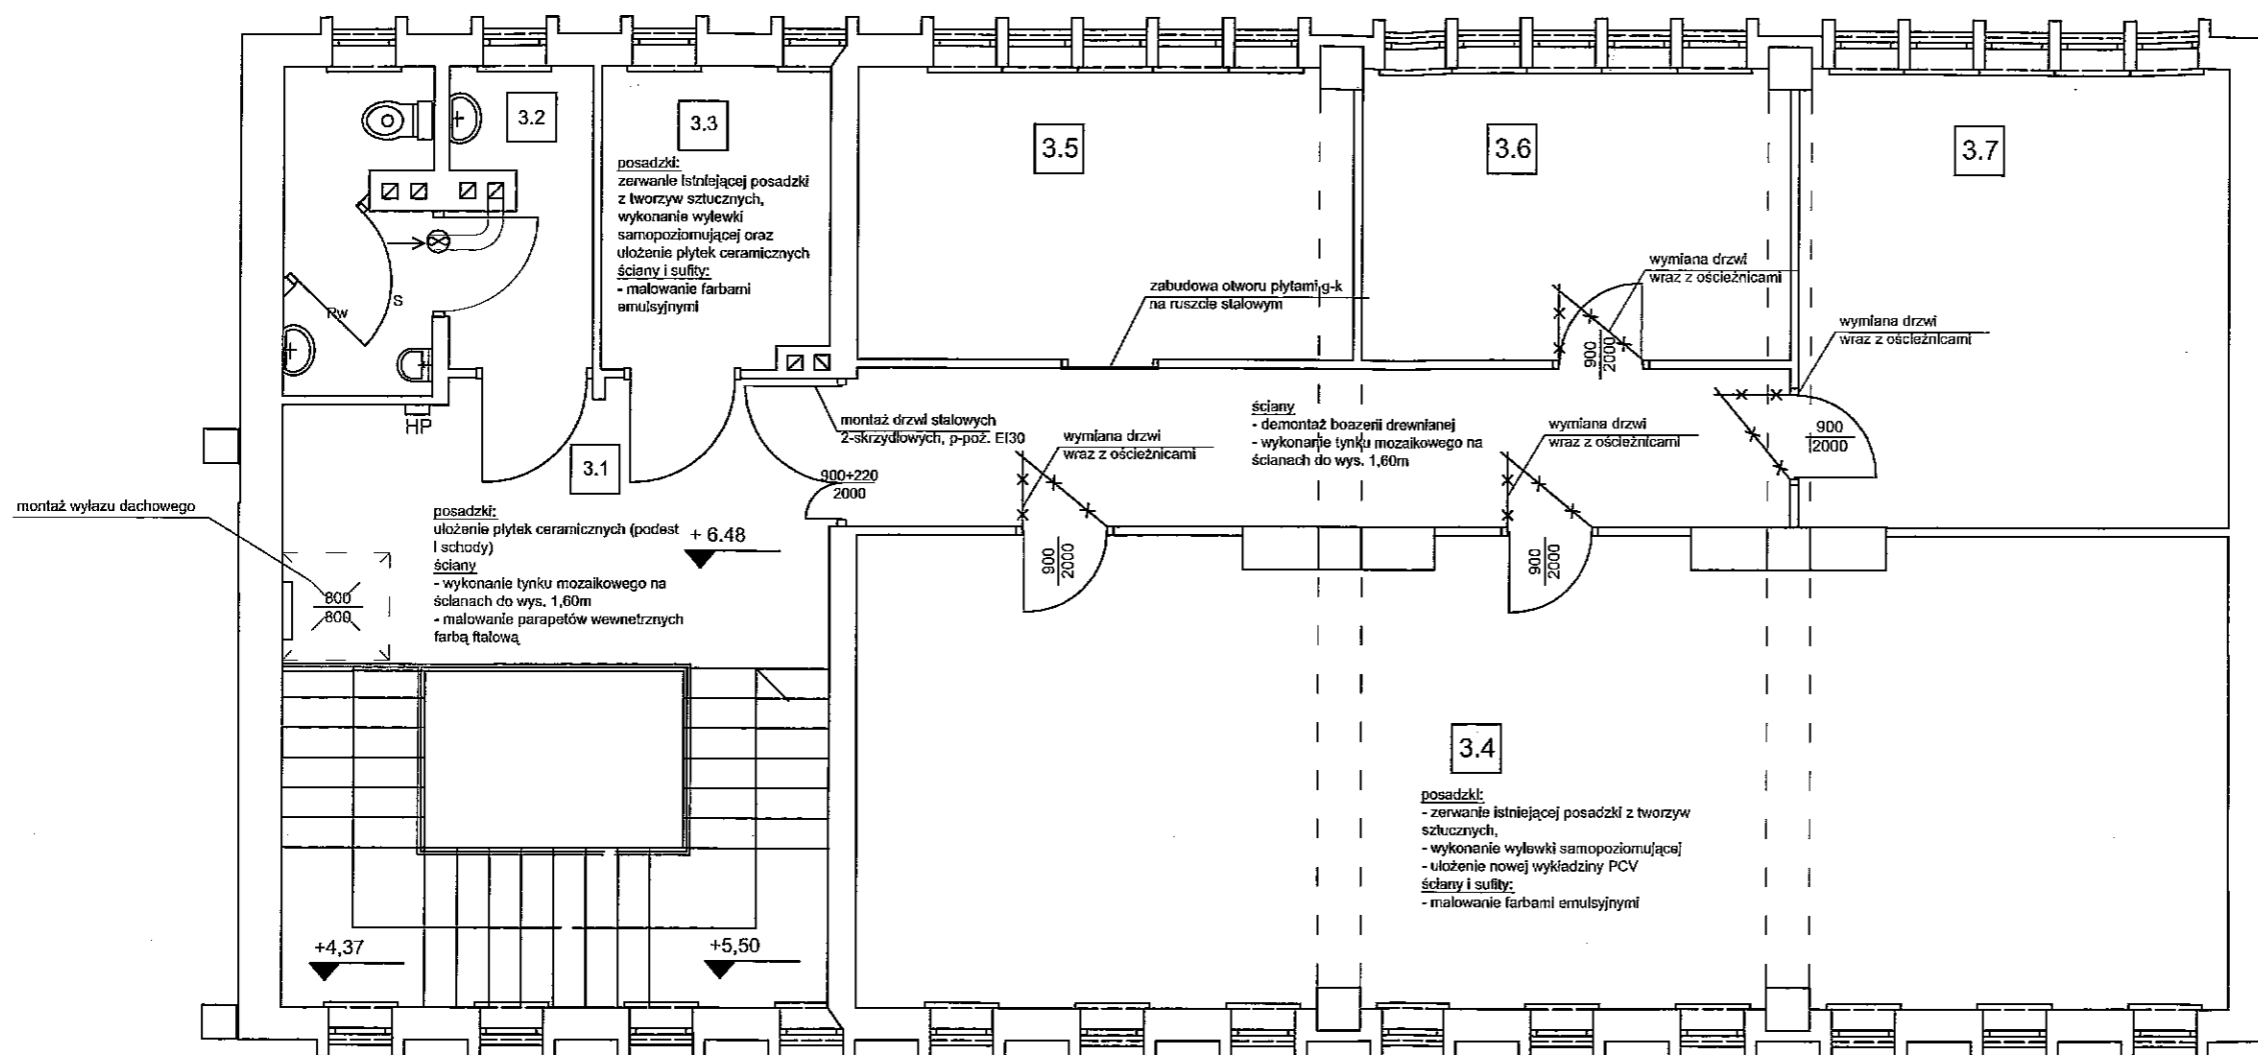 3.2
3.3
posadzki:
zerwanie istniejącej posadzki
z tworzyw sztucznych,
wykonanie wylewki
samopoziomującej oraz
ułożenie płytek ceramicznych
ściany i sufity:
- malowanie farbami
emulsyjnymi
3.5
3.6
3.7
S
Rw
HP
zabudowa otworu płytami g-k
na ruszcie stalowym
wymiana drzwi
wraz z ościeżnicami
900
2000
wymiana drzwi
wraz z ościeżnicami
900
2000
montaż drzwi stalowych
2-skrzydłowych, p-poż. EI30
900+220
2000
wymiana drzwi
wraz z ościeżnicami
900
2000
ściany
- demontaż boazerii drewnianej
- wykonanie tynku mozaikowego na
ścianach do wys. 1,60m
wymiana drzwi
wraz z ościeżnicami
900
2000
3.1
montaż wyłazu dachowego
800
800
posadzki:
ułożenie płytek ceramicznych (podest
i schody)
ściany
- wykonanie tynku mozaikowego na
ścianach do wys. 1,60m
- malowanie parapetów wewnetrznych
farbą ftalową
+ 6.48
3.4
posadzki:
- zerwanie istniejącej posadzki z tworzyw
sztucznych,
- wykonanie wylewki samopoziomującej
- ułożenie nowej wykładziny PCV
ściany i sufity:
- malowanie farbami emulsyjnymi
+4,37
+5,50